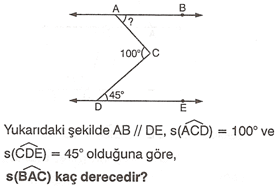 A B
?
100° C
45°
D E
Yukarıdaki şekilde AB // DE, s(ACD) = 100° ve
s(CDE) = 45° olduğuna göre,
s(BAC) kaç derecedir?